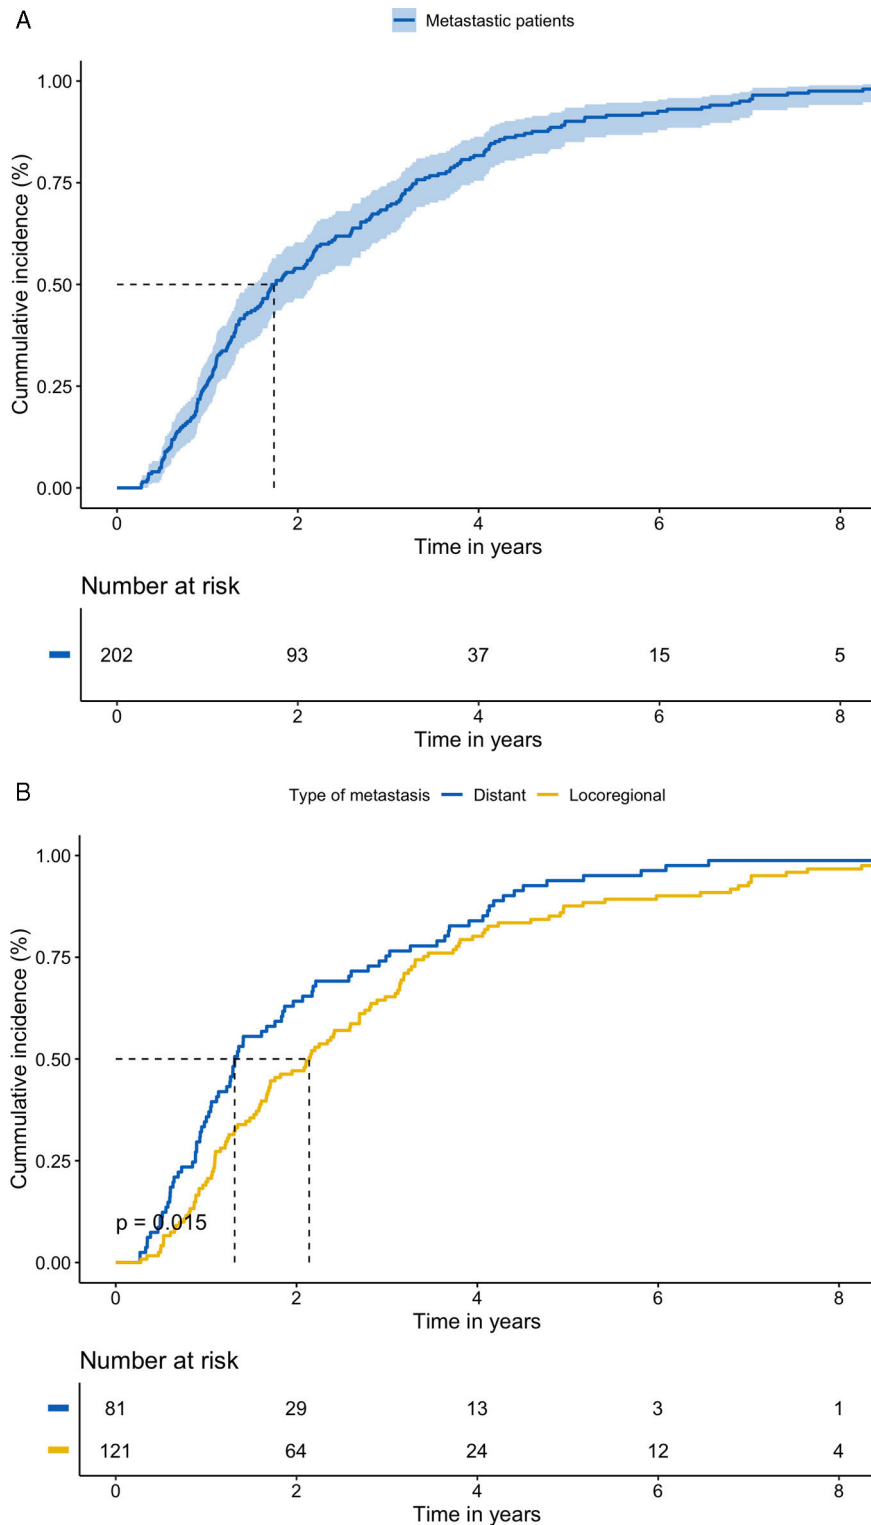 A
Metastastic patients
Cummulative incidence (%)
1.00
0.75
0.50
0.25
0.00
0 2 4 6 8
Time in years
Number at risk
202 93 37 15 5
0 2 4 6 8
Time in years
B
Type of metastasis Distant Locoregional
Cummulative incidence (%)
1.00
0.75
0.50
0.25
p = 0.015
0.00
0 2 4 6 8
Time in years
Number at risk
81 29 13 3 1
121 64 24 12 4
0 2 4 6 8
Time in years